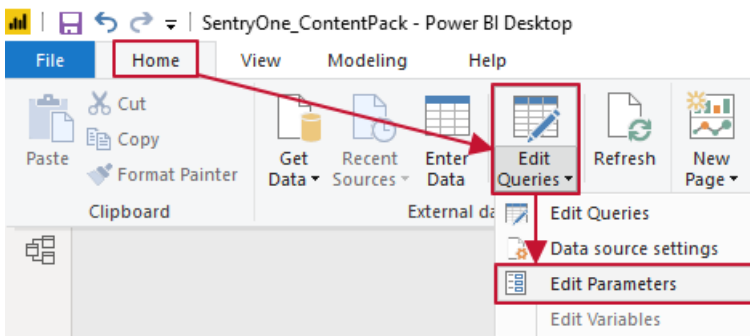 SentryOne_ContentPack - Power BI Desktop
File Home View Modeling Help
Paste
Cut
Copy
Format Painter
Get Data
Recent Sources
Enter Data
Edit Queries
Refresh
New Page
Clipboard
External da
Edit Queries
Data source settings
Edit Parameters
Edit Variables